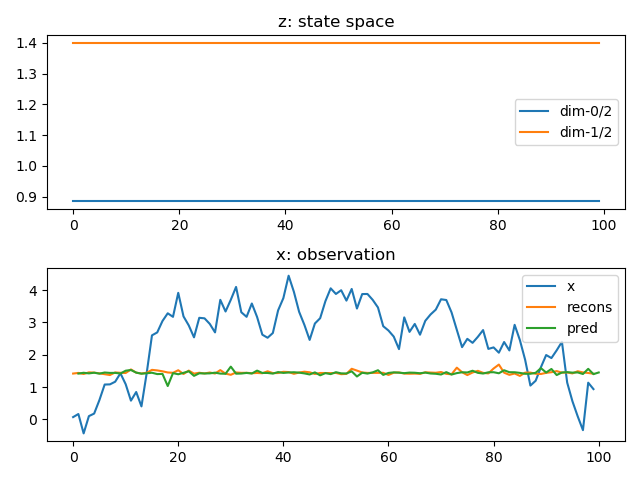 z: state space
1.4
1.3
1.2
1.1
1.0
0.9
dim-0/2
dim-1/2
0 20 40 60 80 100
x: observation
4
3
2
1
0
x
recons
pred
0 20 40 60 80 100